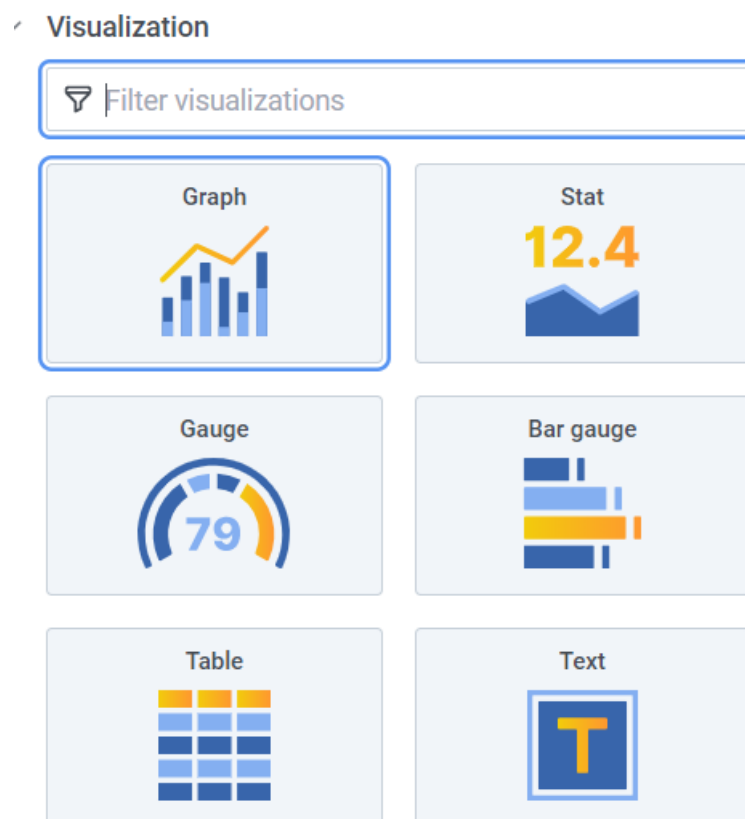 Visualization
Filter visualizations
Graph
Stat
12.4
Gauge
Bar gauge
79
Table
Text
T